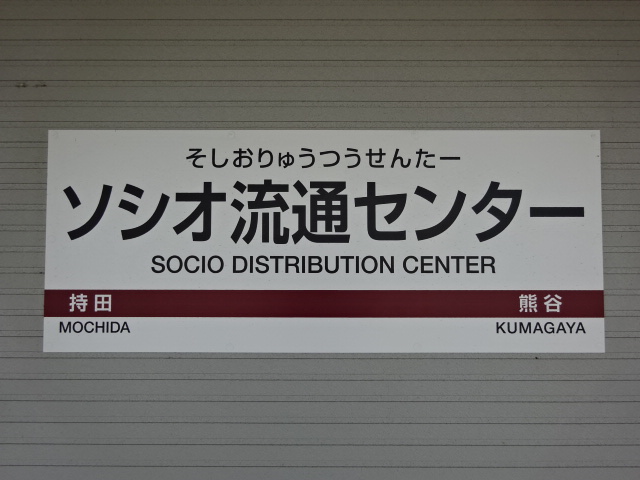 そしおりゅうつうせんたー
ソシオ流通センター
SOCIO DISTRIBUTION CENTER
持田 熊谷
MOCHIDA KUMAGAYA